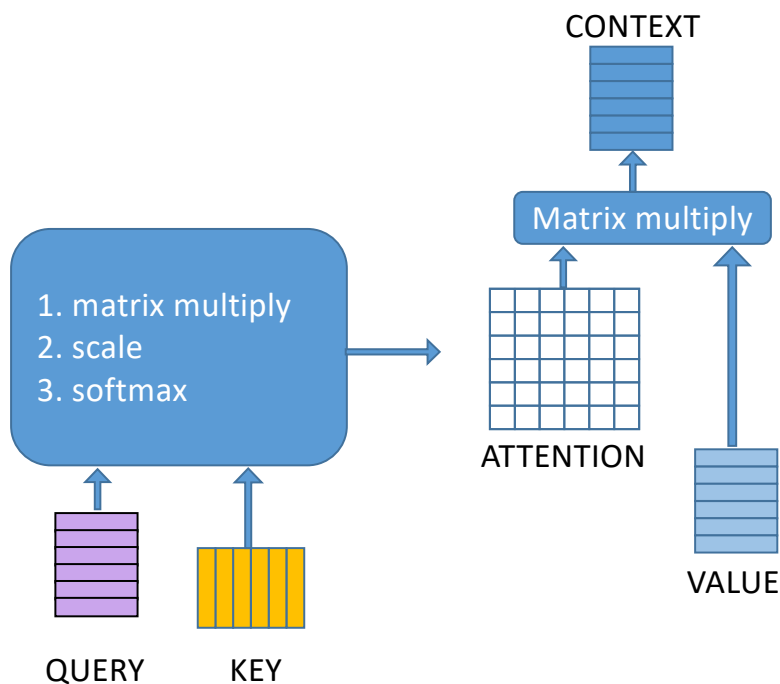 CONTEXT
Matrix multiply
1. matrix multiply
2. scale
3. softmax
ATTENTION
VALUE
QUERY
KEY